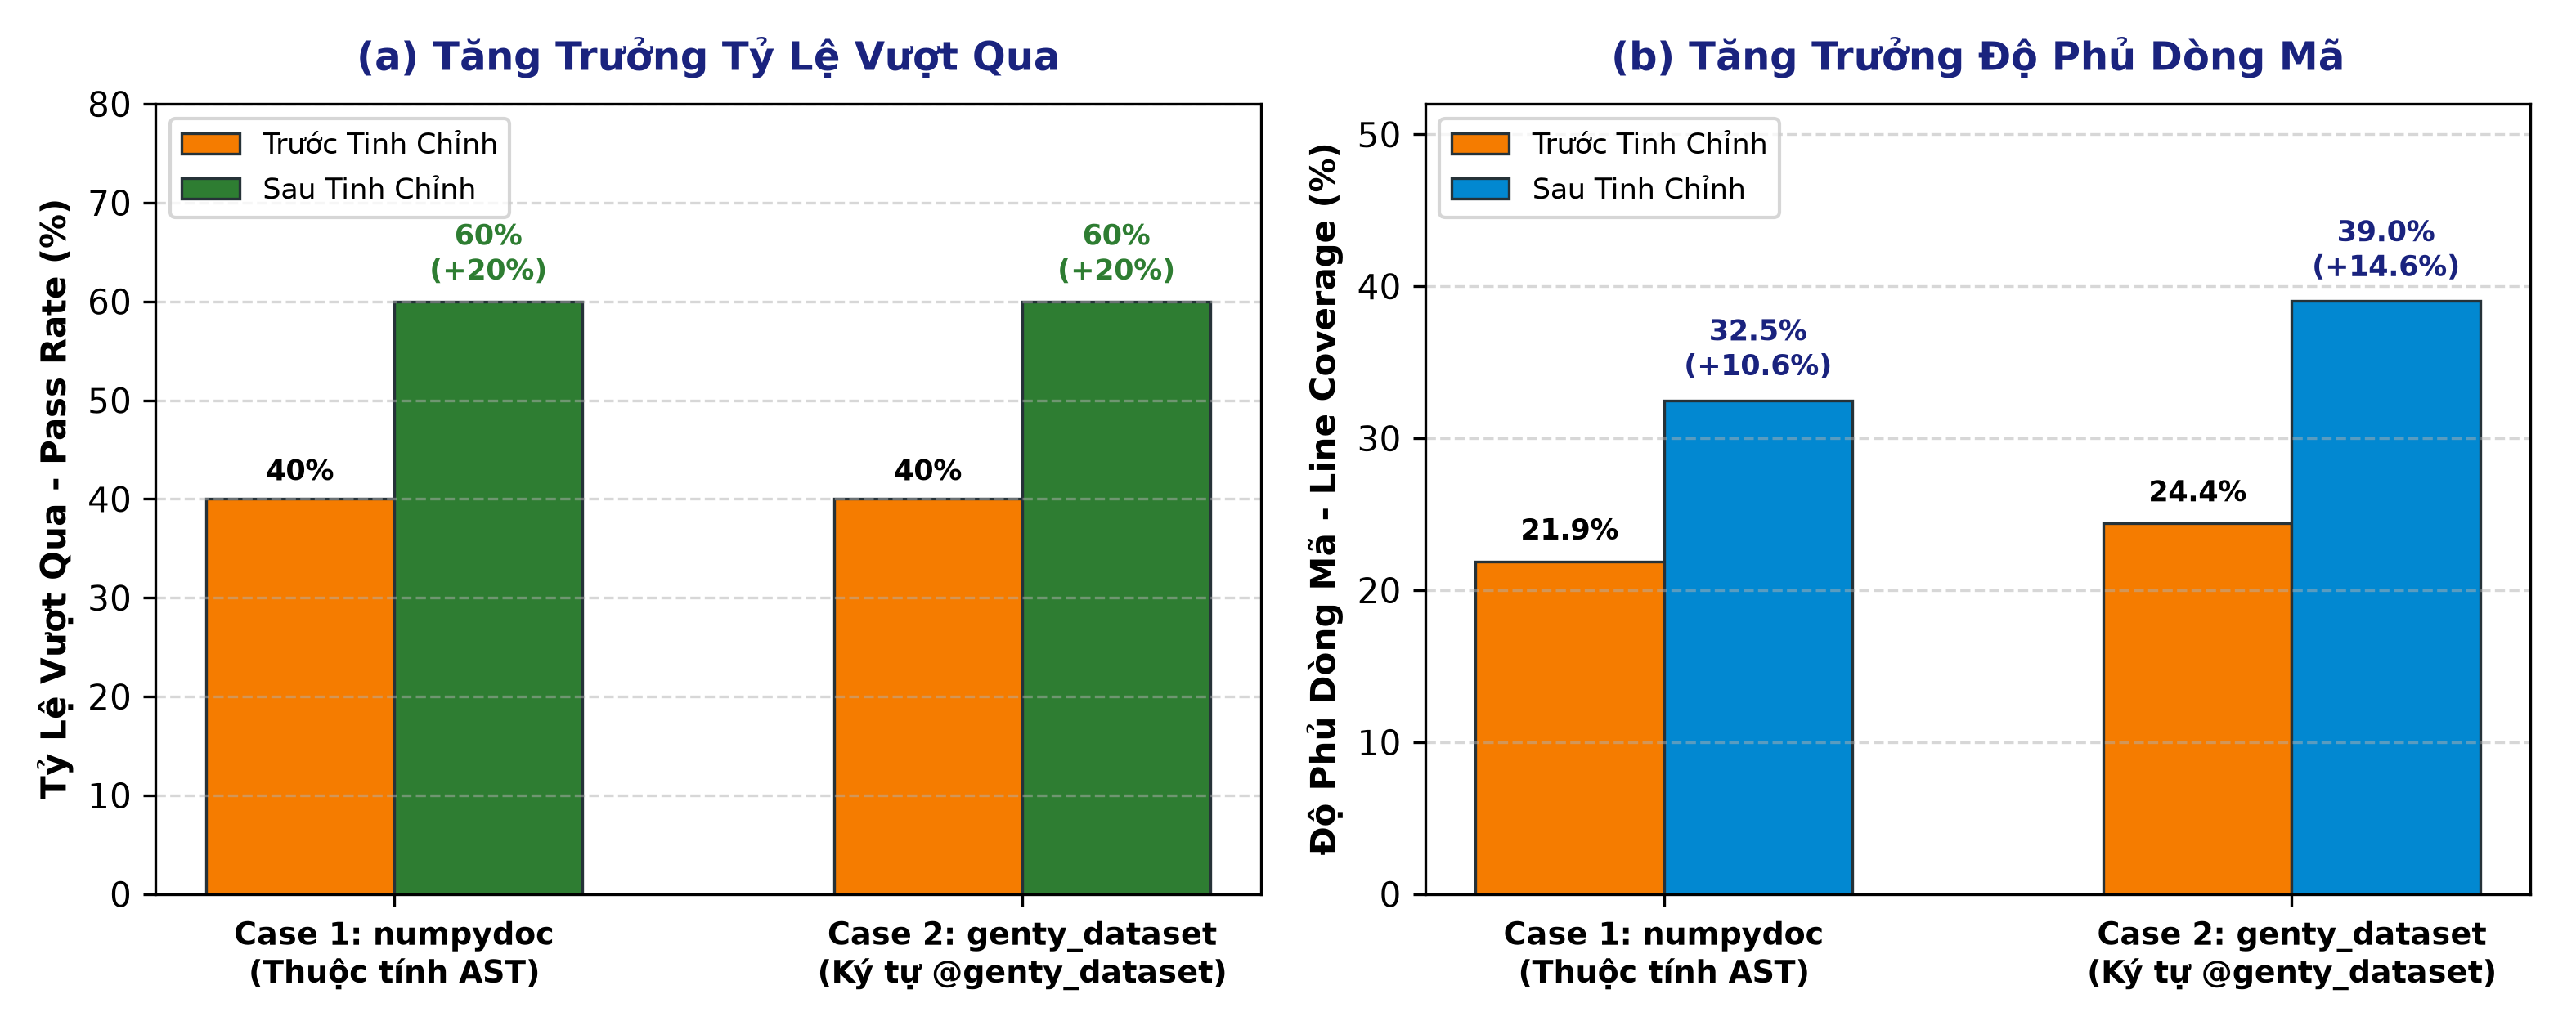 (a) Tăng Trưởng Tỷ Lệ Vượt Qua
Tỷ Lệ Vượt Qua - Pass Rate (%)
80
70
60
50
40
30
20
10
0
Trước Tinh Chỉnh
Sau Tinh Chỉnh
40%
60%
(+20%)
40%
60%
(+20%)
Case 1: numpydoc
(Thuộc tính AST)
Case 2: genty_dataset
(Ký tự @genty_dataset)
(b) Tăng Trưởng Độ Phủ Dòng Mã
Độ Phủ Dòng Mã - Line Coverage (%)
50
40
30
20
10
0
Trước Tinh Chỉnh
Sau Tinh Chỉnh
21.9%
32.5%
(+10.6%)
24.4%
39.0%
(+14.6%)
Case 1: numpydoc
(Thuộc tính AST)
Case 2: genty_dataset
(Ký tự @genty_dataset)